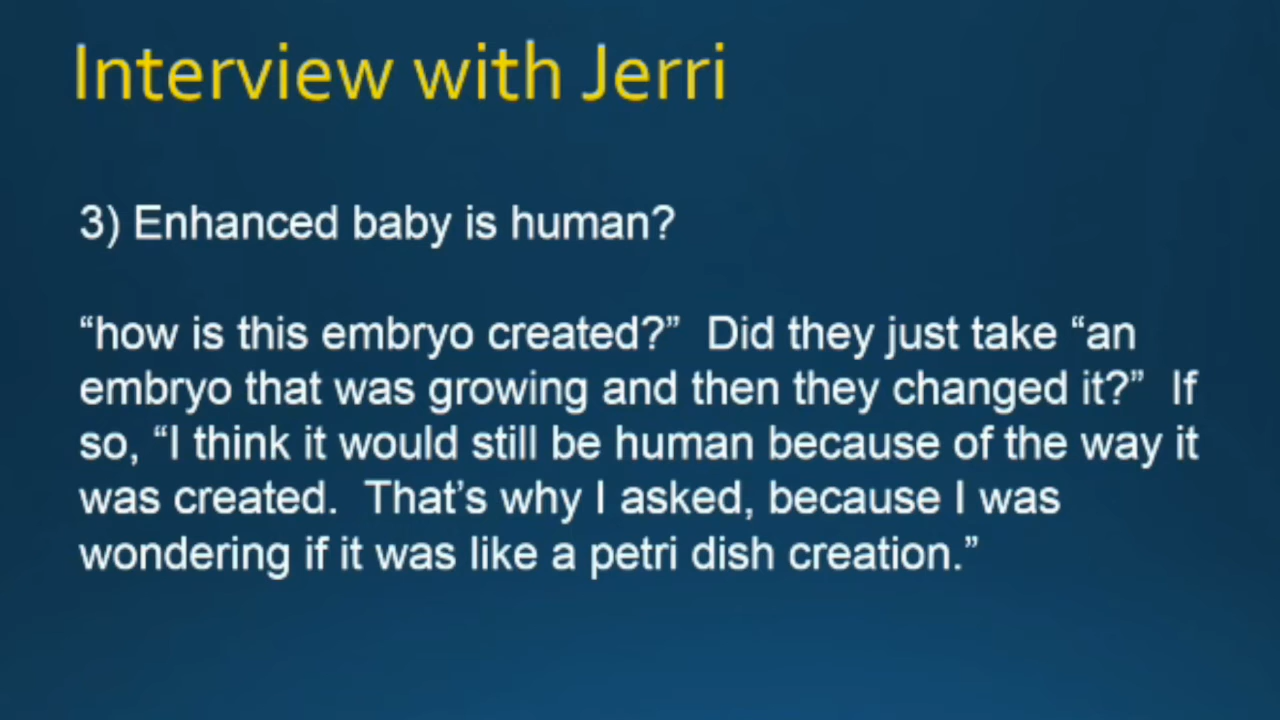 Interview with Jerri
3) Enhanced baby is human?
“how is this embryo created?”  Did they just take “an
embryo that was growing and then they changed it?”  If
so, “I think it would still be human because of the way it
was created.  That’s why I asked, because I was
wondering if it was like a petri dish creation.”